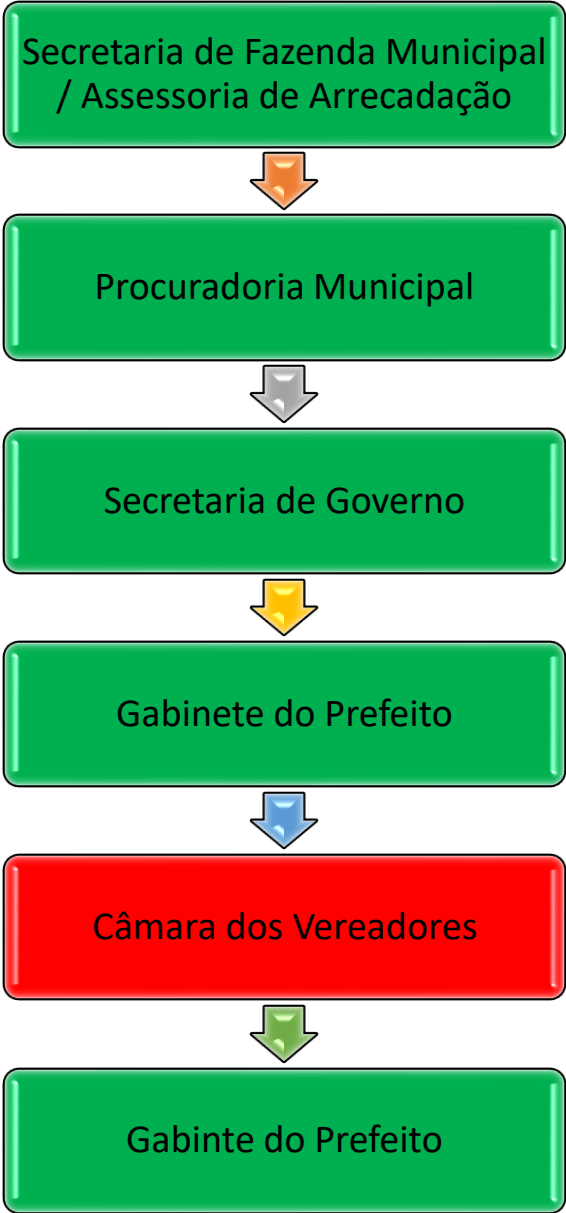 Secretaria de Fazenda Municipal
/ Assessoria de Arrecadação
Procuradoria Municipal
Secretaria de Governo
Gabinete do Prefeito
Câmara dos Vereadores
Gabinte do Prefeito